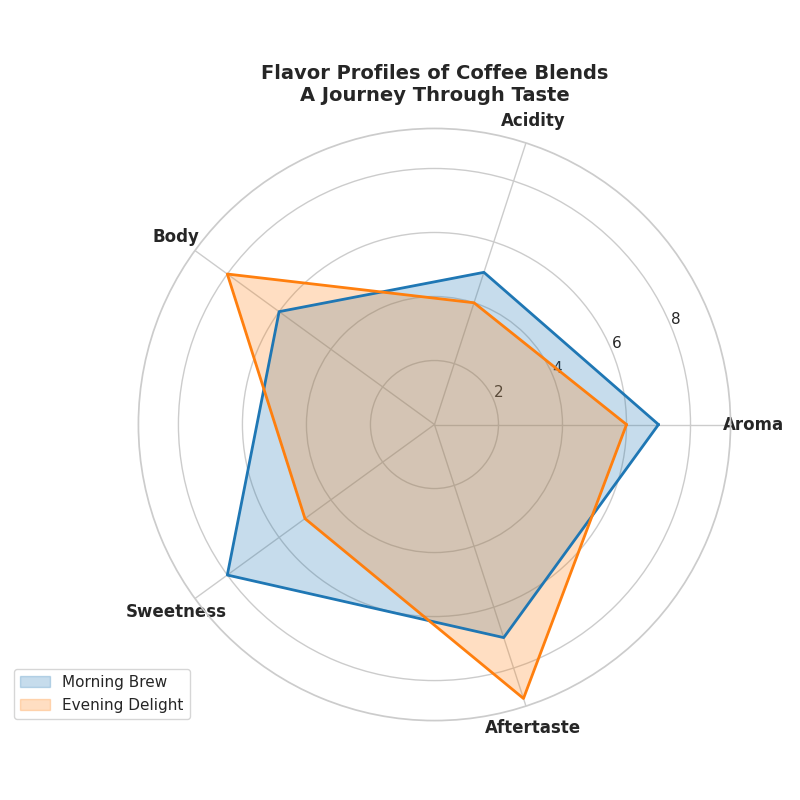 Flavor Profiles of Coffee Blends
A Journey Through Taste
Acidity
Body
8
6
4
2
Aroma
Sweetness
Morning Brew
Evening Delight
Aftertaste